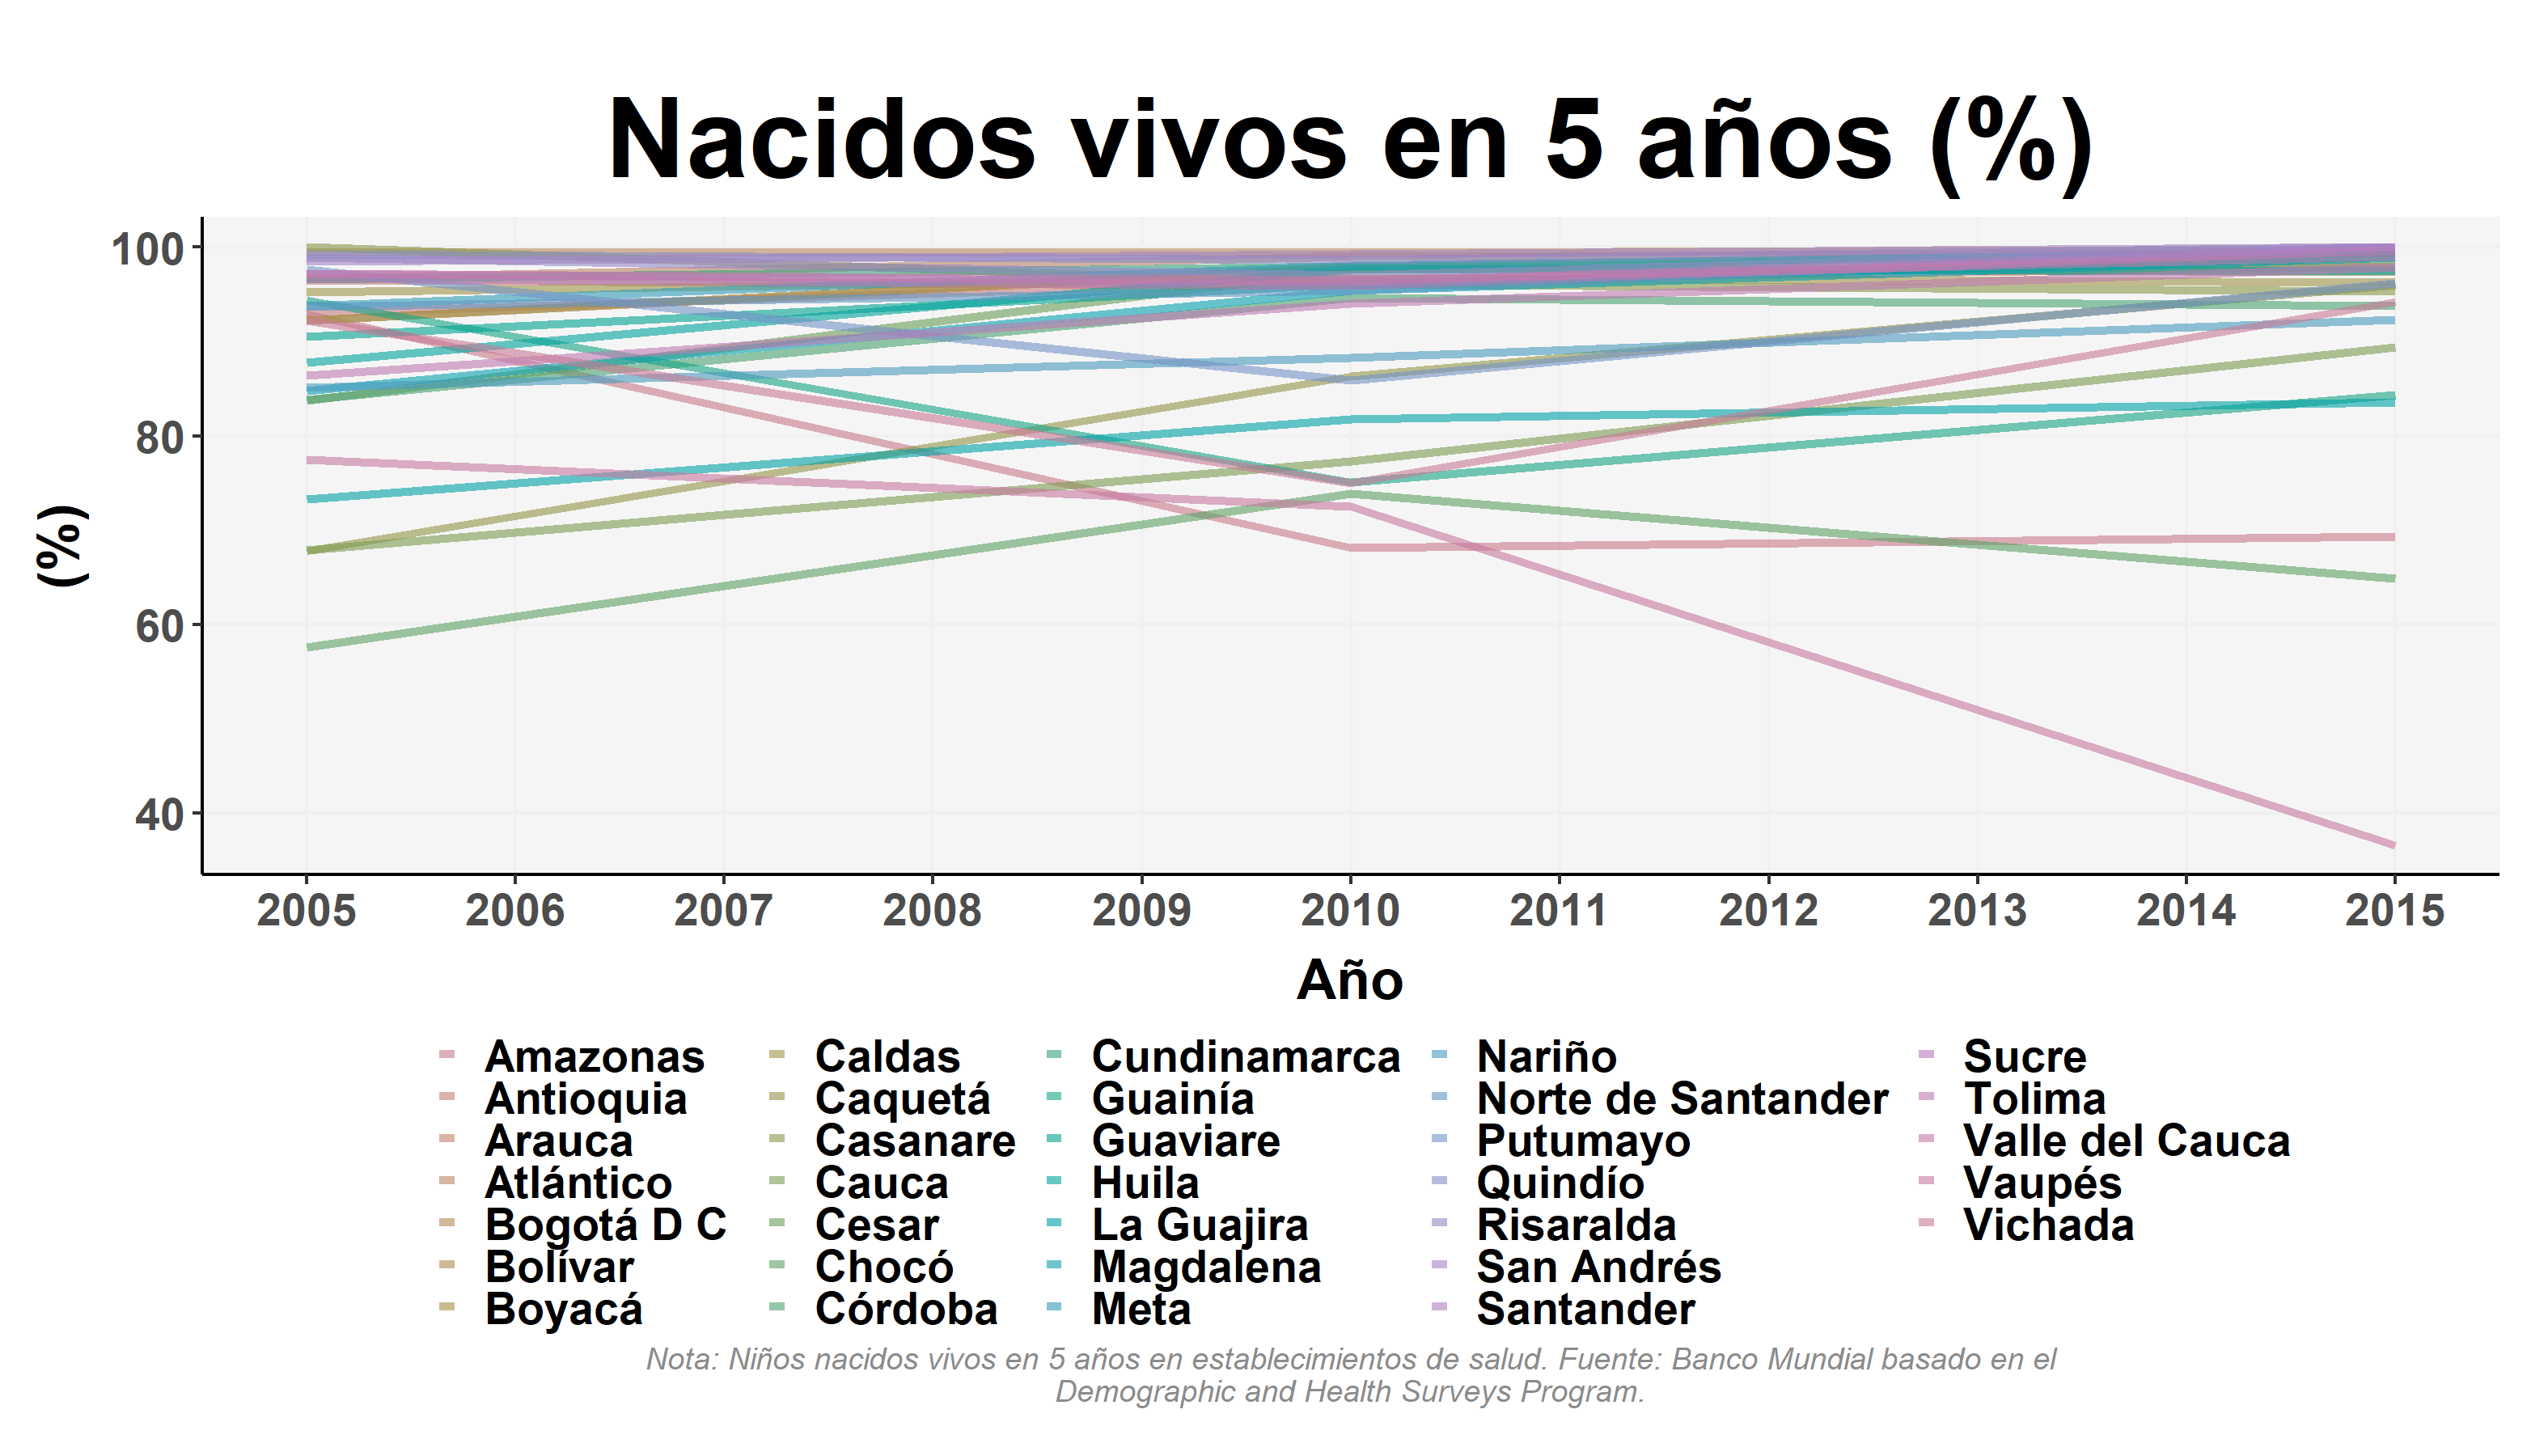 Nacidos vivos en 5 años (%)
100
80
60
40
(%)
2005 2006 2007 2008 2009 2010 2011 2012 2013 2014 2015
Año
Amazonas Caldas Cundinamarca Nariño Sucre
Antioquia Caquetá Guainía Norte de Santander Tolima
Arauca Casanare Guaviare Putumayo Valle del Cauca
Atlántico Cauca Huila Quindío Vaupés
Bogotá D C Cesar La Guajira Risaralda Vichada
Bolívar Chocó Magdalena San Andrés
Boyacá Córdoba Meta Santander
Nota: Niños nacidos vivos en 5 años en establecimientos de salud. Fuente: Banco Mundial basado en el
Demographic and Health Surveys Program.